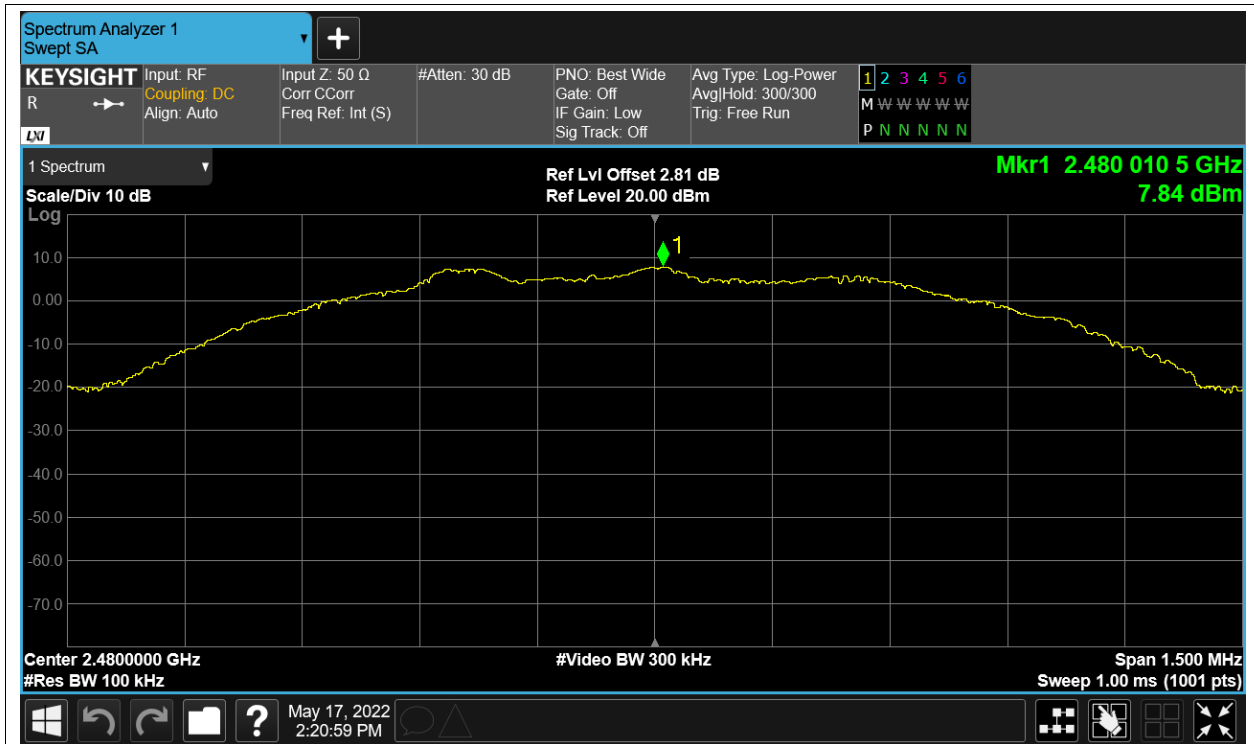 Spectrum Analyzer 1
Swept SA
KEYSIGHT
R
LXI
Input: RF
Coupling: DC
Align: Auto
Input Z: 50 Ω
Corr CCorr
Freq Ref: Int (S)
#Atten: 30 dB
PNO: Best Wide
Gate: Off
IF Gain: Low
Sig Track: Off
Avg Type: Log-Power
Avg|Hold: 300/300
Trig: Free Run
1 2 3 4 5 6
M W W W W W
P N N N N N
1 Spectrum
Scale/Div 10 dB
Ref Lvl Offset 2.81 dB
Ref Level 20.00 dBm
Mkr1 2.480 010 5 GHz
7.84 dBm
Log
1
10.0
0.00
-10.0
-20.0
-30.0
-40.0
-50.0
-60.0
-70.0
Center 2.4800000 GHz
#Video BW 300 kHz
Span 1.500 MHz
#Res BW 100 kHz
Sweep 1.00 ms (1001 pts)
?
May 17, 2022
2:20:59 PM